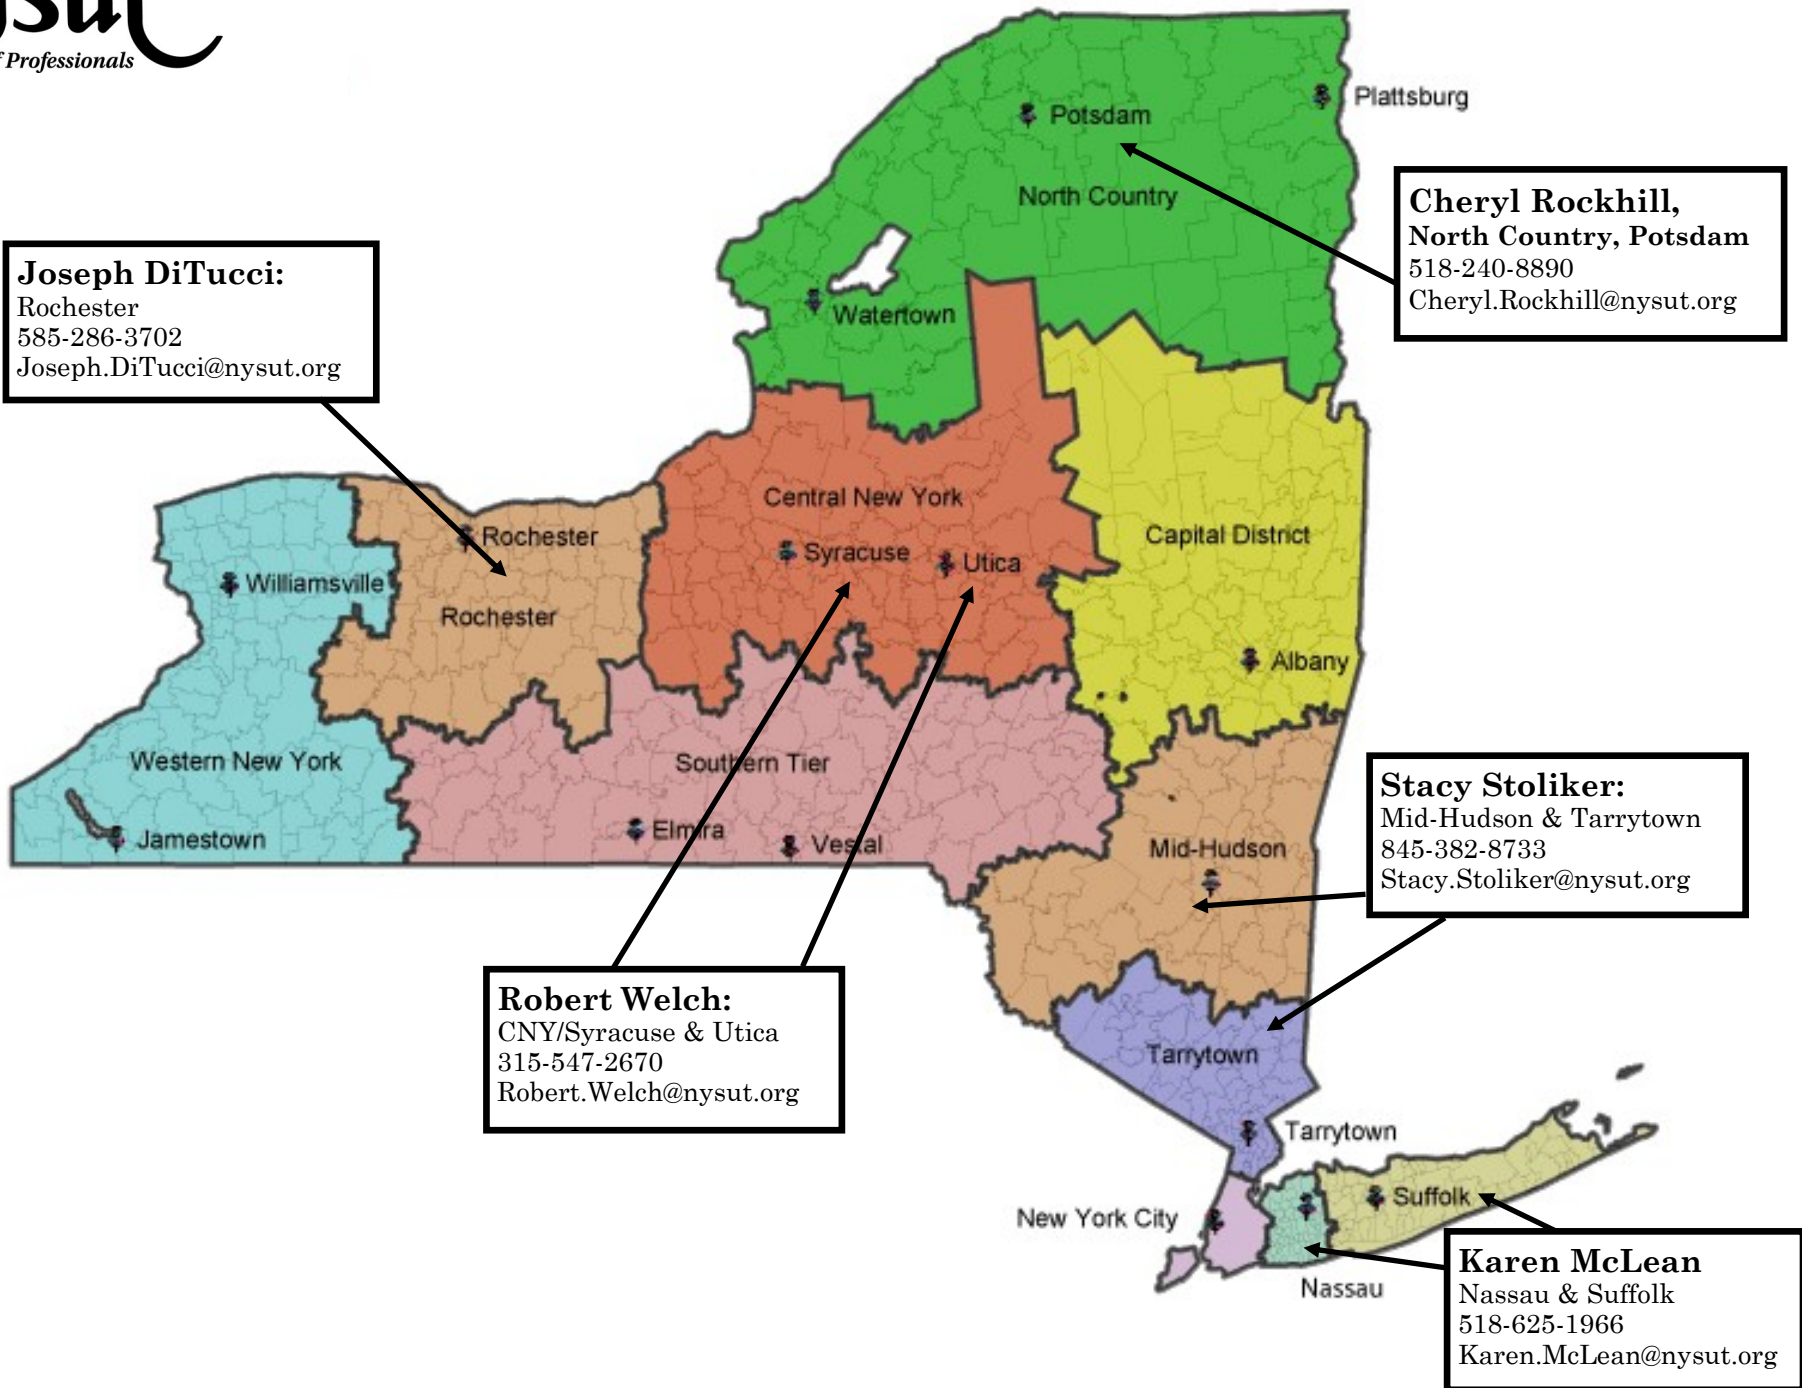 of Professionals
Plattsburg
Potsdam
North Country
Cheryl Rockhill,
North Country, Potsdam
518-240-8890
Cheryl.Rockhill@nysut.org
Joseph DiTucci:
Rochester
585-286-3702
Joseph.DiTucci@nysut.org
Watertown
Central New York
Syracuse
Utica
Capital District
Albany
Rochester
Rochester
Williamsville
Western New York
Jamestown
Southern Tier
Elmira
Vestal
Mid-Hudson
Stacy Stoliker:
Mid-Hudson & Tarrytown
845-382-8733
Stacy.Stoliker@nysut.org
Robert Welch:
CNY/Syracuse & Utica
315-547-2670
Robert.Welch@nysut.org
Tarrytown
Tarrytown
New York City
Suffolk
Nassau
Karen McLean
Nassau & Suffolk
518-625-1966
Karen.McLean@nysut.org